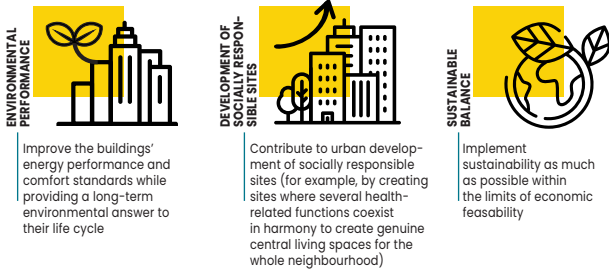 ENVIRONMENTAL
PERFORMANCE
Improve the buildings'
energy performance and
comfort standards while
providing a long-term
environmental answer to
their life cycle
DEVELOPMENT OF
SOCIALLY RESPON-
SIBLE SITES
Contribute to urban develop-
ment of socially responsible
sites (for example, by creating
sites where several health-
related functions coexist
in harmony to create genuine
central living spaces for the
whole neighbourhood)
SUSTAINABLE
BALANCE
Implement
sustainability as much
as possible within
the limits of economic
feasability